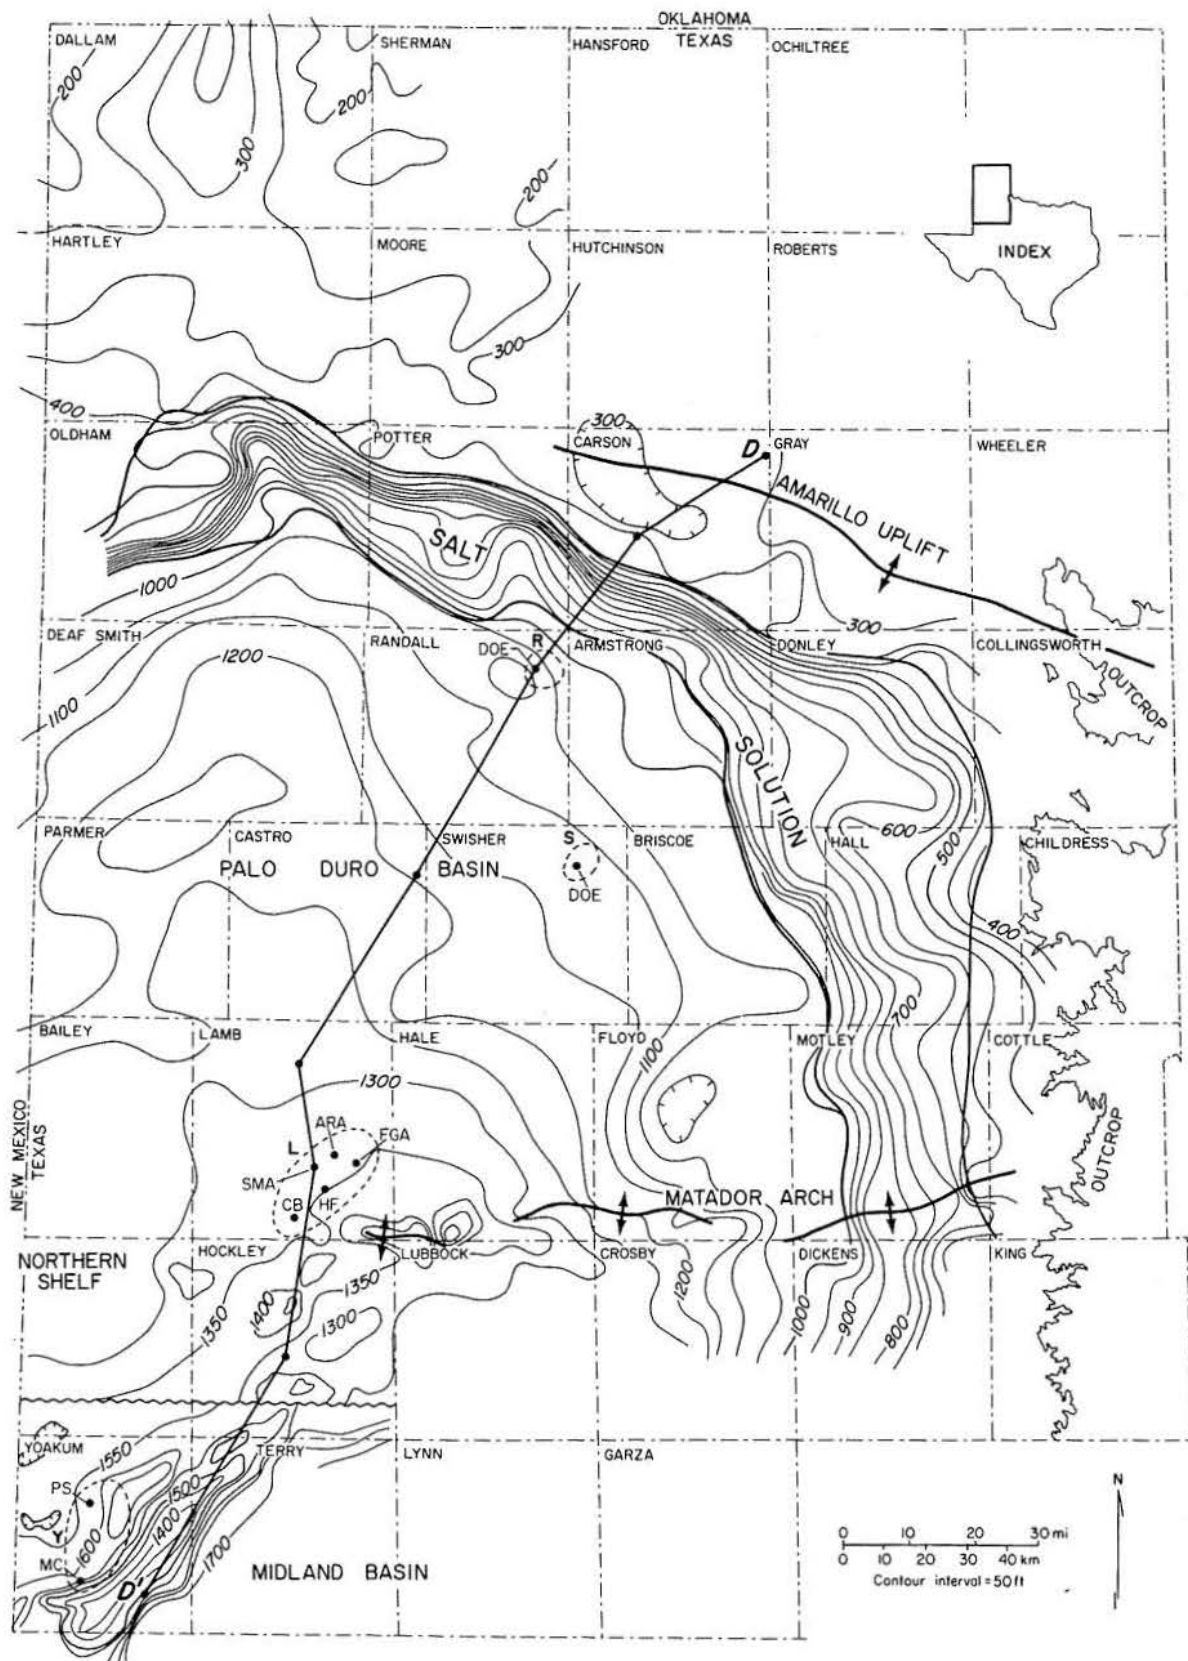 OKLAHOMA
TEXAS
DALLAM
SHERMAN
HANSFORD
OCHILTREE
200
200
300
200
HARTLEY
MOORE
HUTCHINSON
ROBERTS
INDEX
300
400
300
OLDHAM
POTTER
CARSON
D
GRAY
WHEELER
AMARILLO UPLIFT
SALT
1000
300
DEAF SMITH
RANDALL
DOE
R
ARMSTRONG
DONLEY
COLLINGSWORTH
1200
1100
OUTCROP
SOLUTION
PARMER
CASTRO
SWISHER
S
BRISCOE
600
HALL
500
CHILDRESS
PALO DURO BASIN
DOE
400
700
BAILEY
LAMB
HALE
FLOYD
MOTLEY
COTTLE
1100
1300
NEW MEXICO
TEXAS
ARA
FGA
L
SMA
CB
HF
MATADOR ARCH
OUTCROP
NORTHERN
SHELF
HOCKLEY
LUBBOCK
CROSBY
DICKENS
KING
1350
1400
1350
1300
1200
1000
900
800
YOAKUM
TERRY
LYNN
GARZA
1550
PS
1500
1400
Y
1600
1700
MC
D'
MIDLAND BASIN
N
0 10 20 30 mi
0 10 20 30 40 km
Contour interval = 50 ft